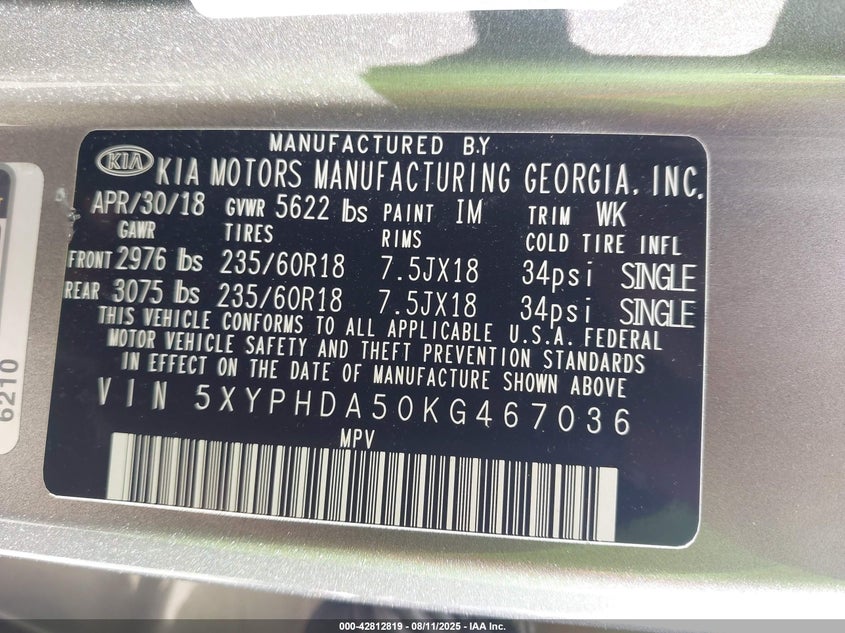 MANUFACTURED BY
KIA KIA MOTORS MANUFACTURING GEORGIA, INC.
APR/30/18 GVWR 5622 lbs PAINT IM TRIM WK
GAWR TIRES RIMS COLD TIRE INFL
FRONT 2976 lbs 235/60R18 7.5JX18 34psi SINGLE
REAR 3075 lbs 235/60R18 7.5JX18 34psi SINGLE
THIS VEHICLE CONFORMS TO ALL APPLICABLE U.S.A. FEDERAL
MOTOR VEHICLE SAFETY AND THEFT PREVENTION STANDARDS
IN EFFECT ON THE DATE OF MANUFACTURE SHOWN ABOVE
VIN 5XYPHDA50KG467036
MPV
6210
000-42812819 - 08/11/2025 - IAA Inc.